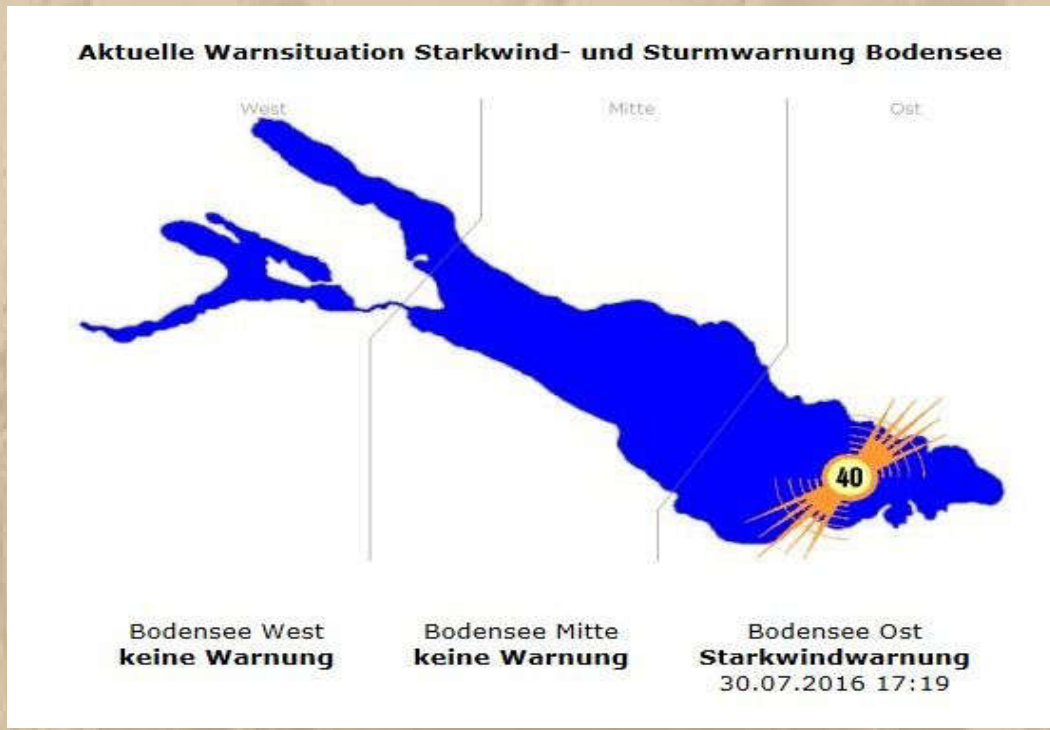 Aktuelle Warnsituation Starkwind- und Sturmwarnung Bodensee
West
Mitte
Ost
40
Bodensee West
keine Warnung
Bodensee Mitte
keine Warnung
Bodensee Ost
Starkwindwarnung
30.07.2016 17:19